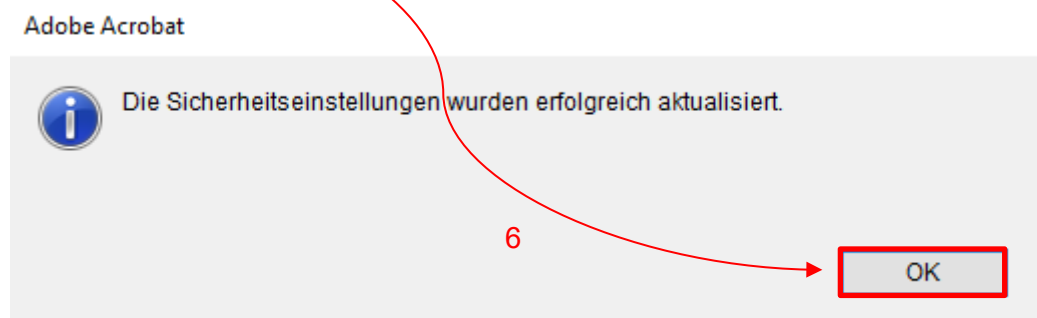 Adobe Acrobat
Die Sicherheitseinstellungen wurden erfolgreich aktualisiert.
6
OK